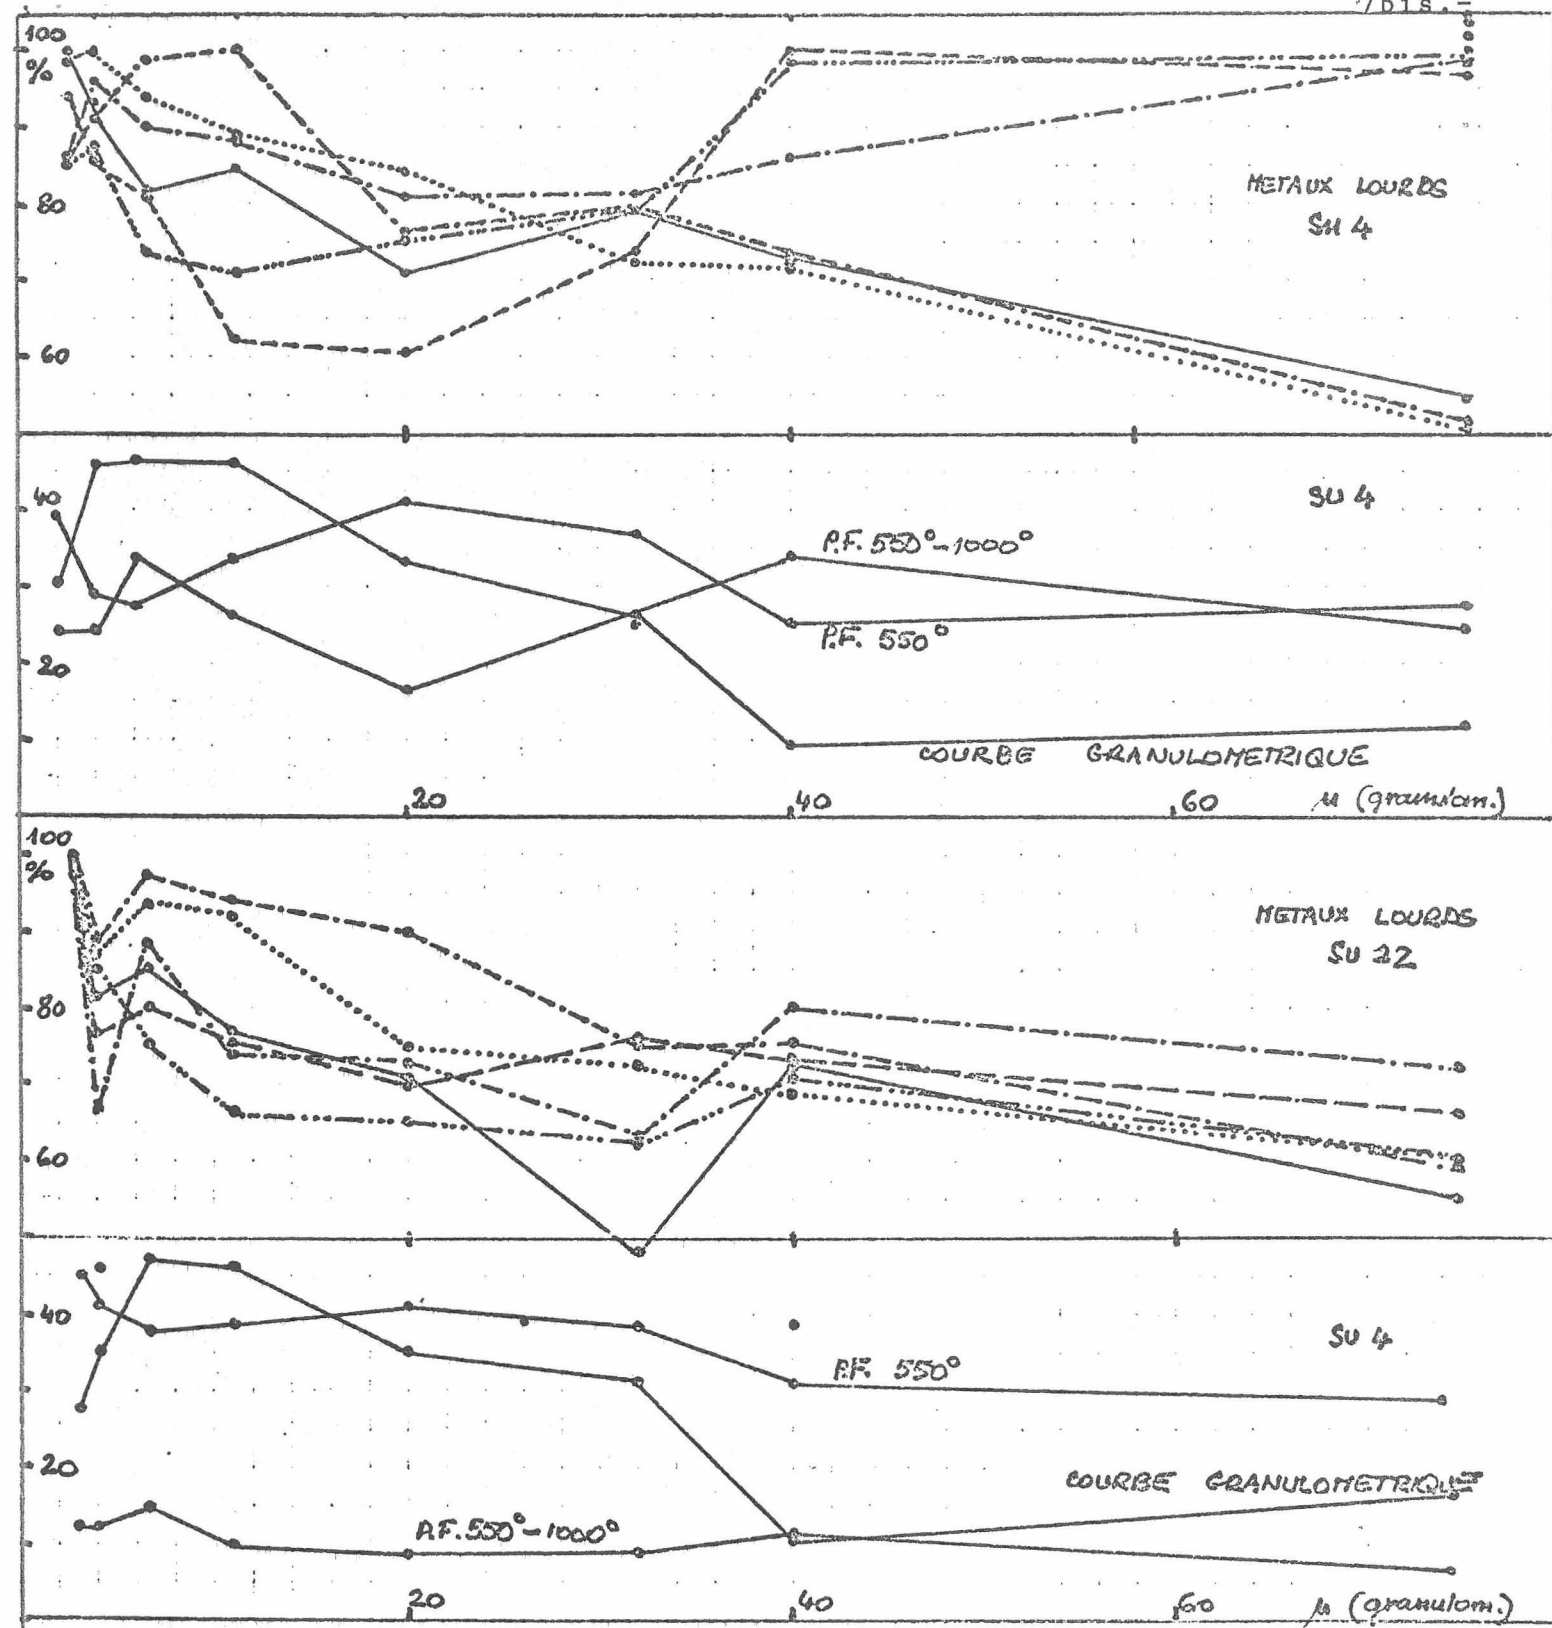 7bis.-
100
%
80
METAUX LOURDS
SU 4
60
40
SU 4
P.F. 550°-1000°
P.F. 550°
20
COURBE GRANULOMETRIQUE
20 40 60 µ (granulom.)
100
%
80
METAUX LOURDS
SU 22
60
40
SU 4
P.F. 550°
20
COURBE GRANULOMETRIQUE
P.F. 550°-1000°
20 40 60 µ (granulom.)